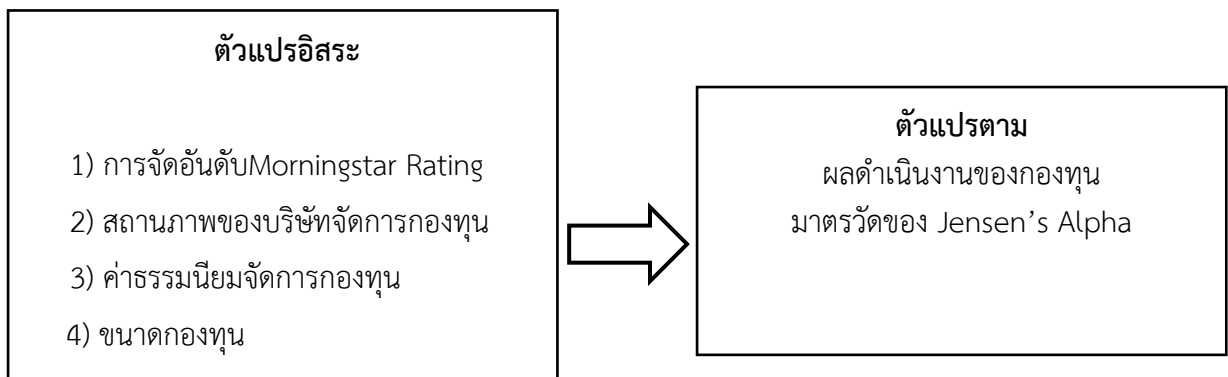 ตัวแปรอิสระ
1) การจัดอันดับMorningstar Rating
2) สถานภาพของบริษัทจัดการกองทุน
3) ค่าธรรมนียมจัดการกองทุน
4) ขนาดกองทุน
ตัวแปรตาม
ผลดำเนินงานของกองทุน
มาตรวัดของ Jensen’s Alpha